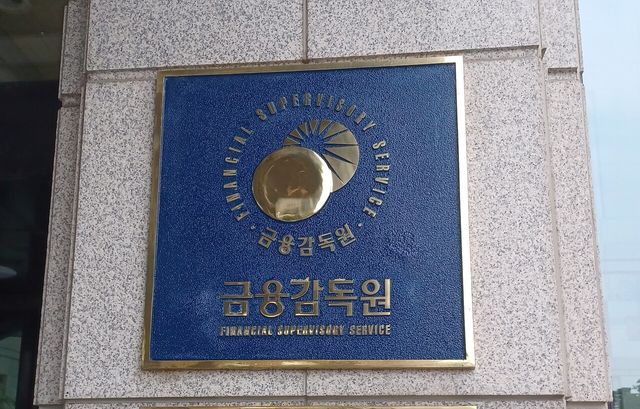 FINANCIAL SUPERVISORY SERVICE
· 금융감독원 ·
금융감독원
FINANCIAL SUPERVISORY SERVICE